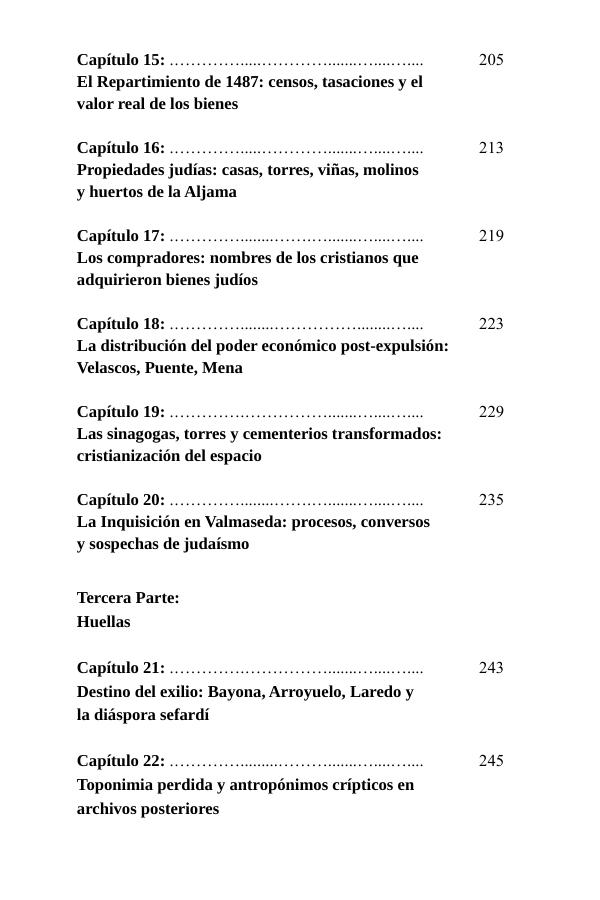 Capítulo 15: …………….....………….......…....…....	205
El Repartimiento de 1487: censos, tasaciones y el
valor real de los bienes
Capítulo 16: …………….....………….......…....…....	213
Propiedades judías: casas, torres, viñas, molinos
y huertos de la Aljama
Capítulo 17: ……………........……….…….......…....…....	219
Los compradores: nombres de los cristianos que
adquirieron bienes judíos
Capítulo 18: ……………........……………........…....	223
La distribución del poder económico post-expulsión:
Velascos, Puente, Mena
Capítulo 19: …………….……………….......…....…....	229
Las sinagogas, torres y cementerios transformados:
cristianización del espacio
Capítulo 20: ……………........……….…….......…....…....	235
La Inquisición en Valmaseda: procesos, conversos
y sospechas de judaísmo
Tercera Parte:
Huellas
Capítulo 21: …………….……………….......…....…....	243
Destino del exilio: Bayona, Arroyuelo, Laredo y
la diáspora sefardí
Capítulo 22: …………….........……….......…....…....	245
Toponimia perdida y antropónimos crípticos en
archivos posteriores